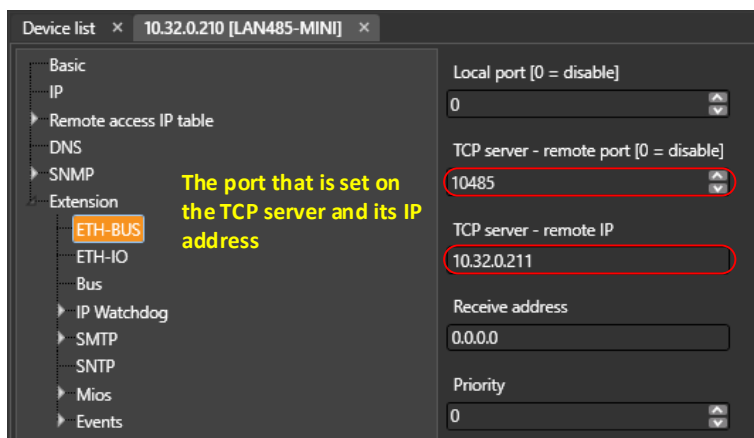 Device list × 10.32.0.210 [LAN485-MINI] ×
Basic
IP
Remote access IP table
DNS
SNMP
Extension
ETH-BUS
ETH-IO
Bus
IP Watchdog
SMTP
SNTP
Mios
Events
The port that is set on
the TCP server and its IP
address
Local port [0 = disable]
0
TCP server - remote port [0 = disable]
10485
TCP server - remote IP
10.32.0.211
Receive address
0.0.0.0
Priority
0